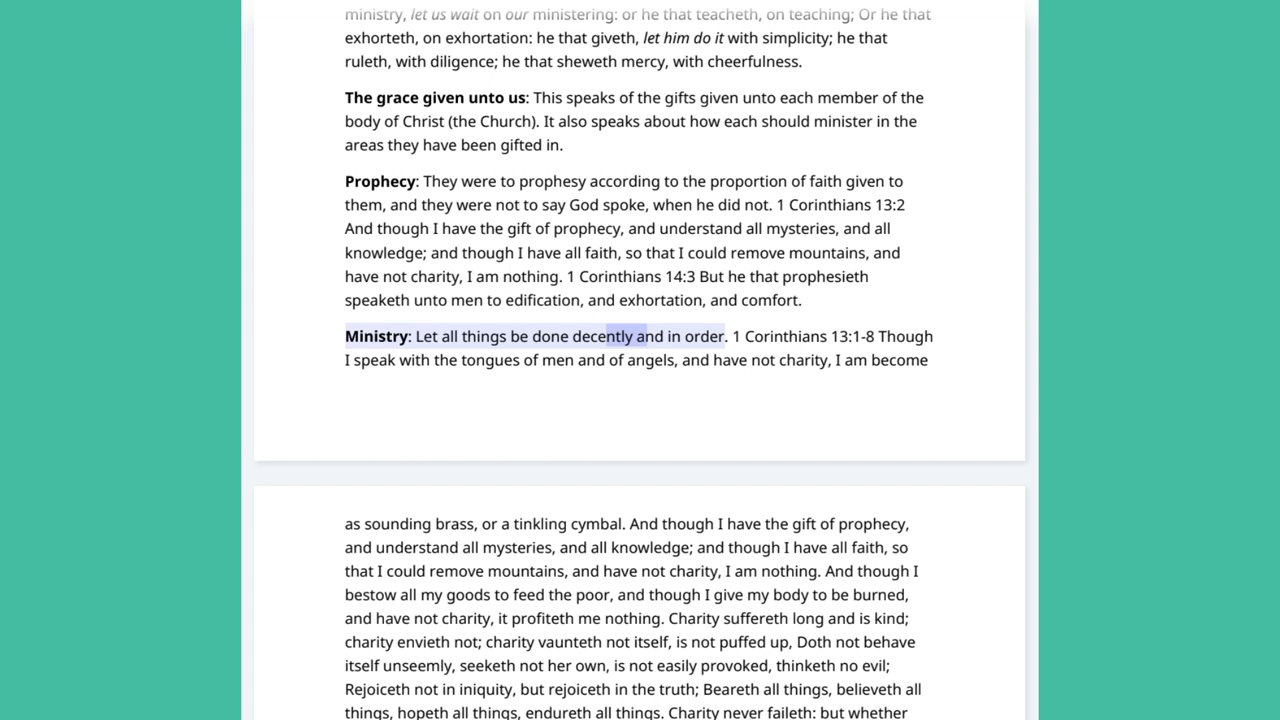 ministry, let us wait on our ministering: or he that teacheth, on teaching; Or he that
exhorteth, on exhortation: he that giveth, let him do it with simplicity; he that
ruleth, with diligence; he that sheweth mercy, with cheerfulness.
The grace given unto us: This speaks of the gifts given unto each member of the
body of Christ (the Church). It also speaks about how each should minister in the
areas they have been gifted in.
Prophecy: They were to prophesy according to the proportion of faith given to
them, and they were not to say God spoke, when he did not. 1 Corinthians 13:2
And though I have the gift of prophecy, and understand all mysteries, and all
knowledge; and though I have all faith, so that I could remove mountains, and
have not charity, I am nothing. 1 Corinthians 14:3 But he that prophesieth
speaketh unto men to edification, and exhortation, and comfort.
Ministry: Let all things be done decently and in order. 1 Corinthians 13:1-8 Though
I speak with the tongues of men and of angels, and have not charity, I am become
as sounding brass, or a tinkling cymbal. And though I have the gift of prophecy,
and understand all mysteries, and all knowledge; and though I have all faith, so
that I could remove mountains, and have not charity, I am nothing. And though I
bestow all my goods to feed the poor, and though I give my body to be burned,
and have not charity, it profiteth me nothing. Charity suffereth long and is kind;
charity envieth not; charity vaunteth not itself, is not puffed up, Doth not behave
itself unseemly, seeketh not her own, is not easily provoked, thinketh no evil;
Rejoiceth not in iniquity, but rejoiceth in the truth; Beareth all things, believeth all
things, hopeth all things, endureth all things. Charity never faileth: but whether